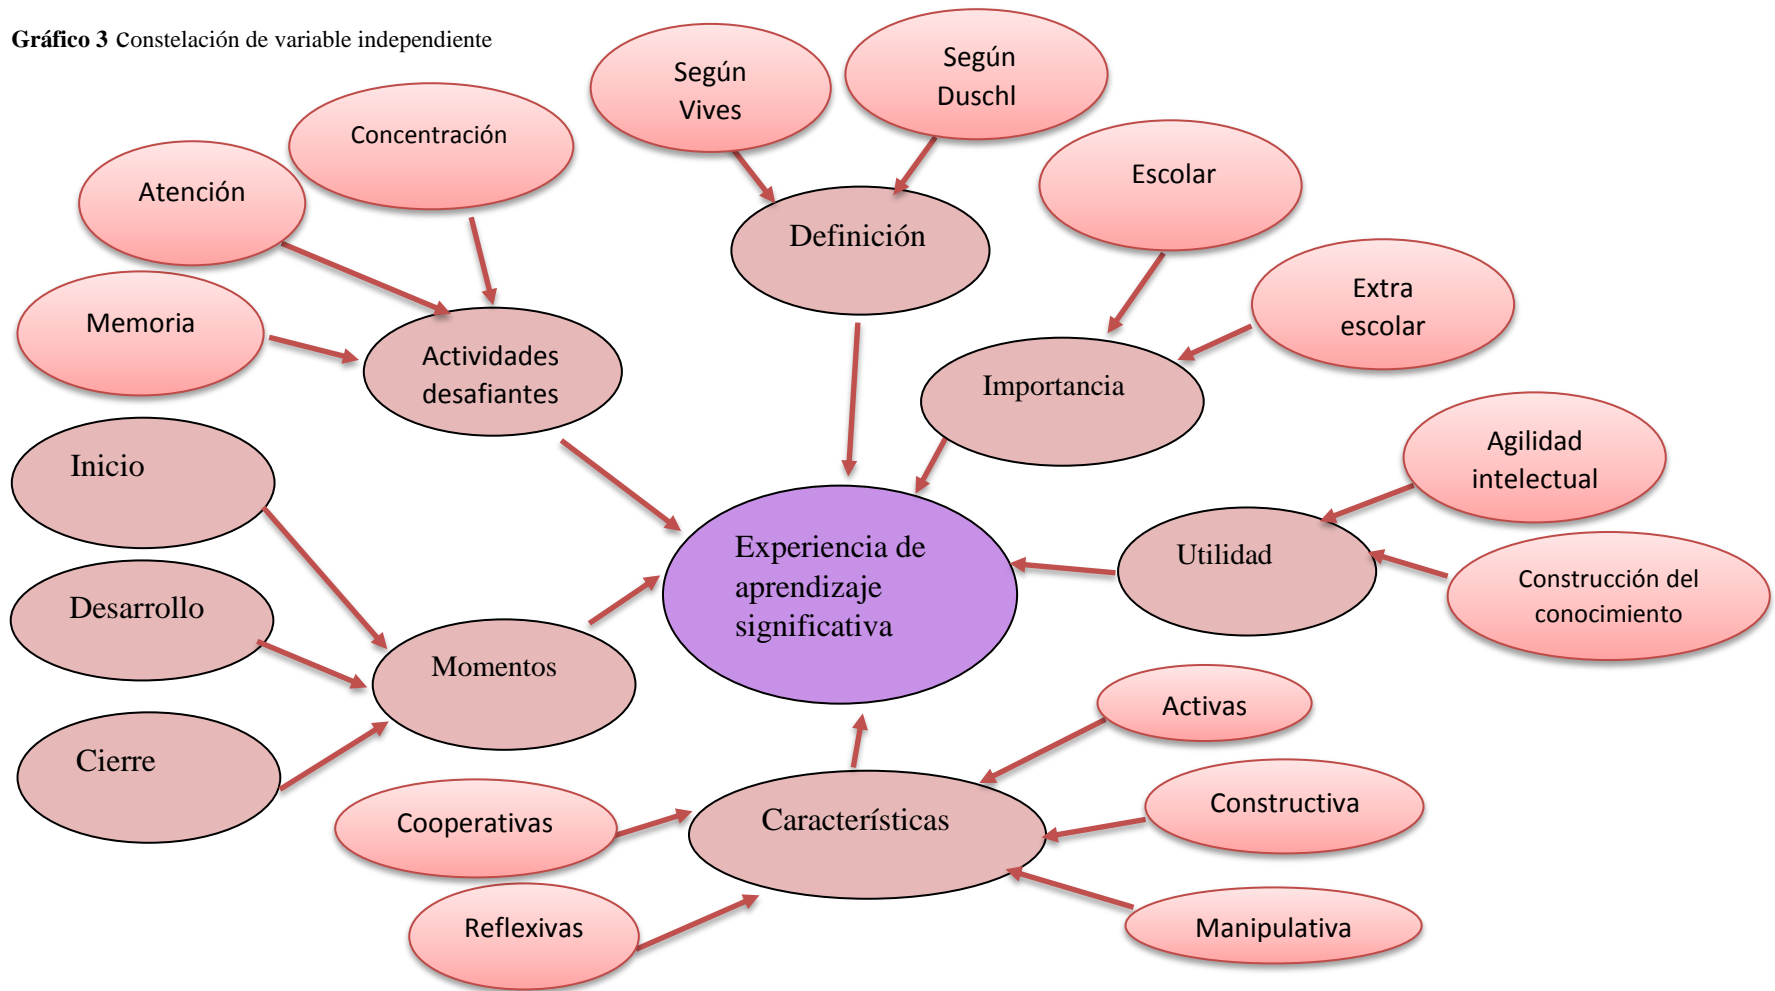 Gráfico 3 Constelación de variable independiente
Según
Vives
Según
Duschl
Concentración
Atención
Escolar
Memoria
Definición
Extra
escolar
Actividades
desafiantes
Importancia
Inicio
Agilidad
intelectual
Experiencia de
aprendizaje
significativa
Utilidad
Construcción del
conocimiento
Desarrollo
Momentos
Activas
Cierre
Cooperativas
Características
Constructiva
Reflexivas
Manipulativa